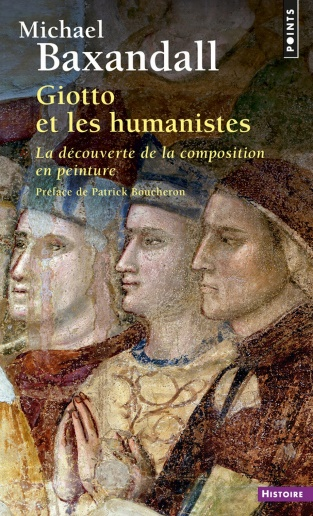 Michael
Baxandall
Giotto
et les humanistes
La découverte de la composition
en peinture
Préface de Patrick Boucheron
POINTS
HISTOIRE